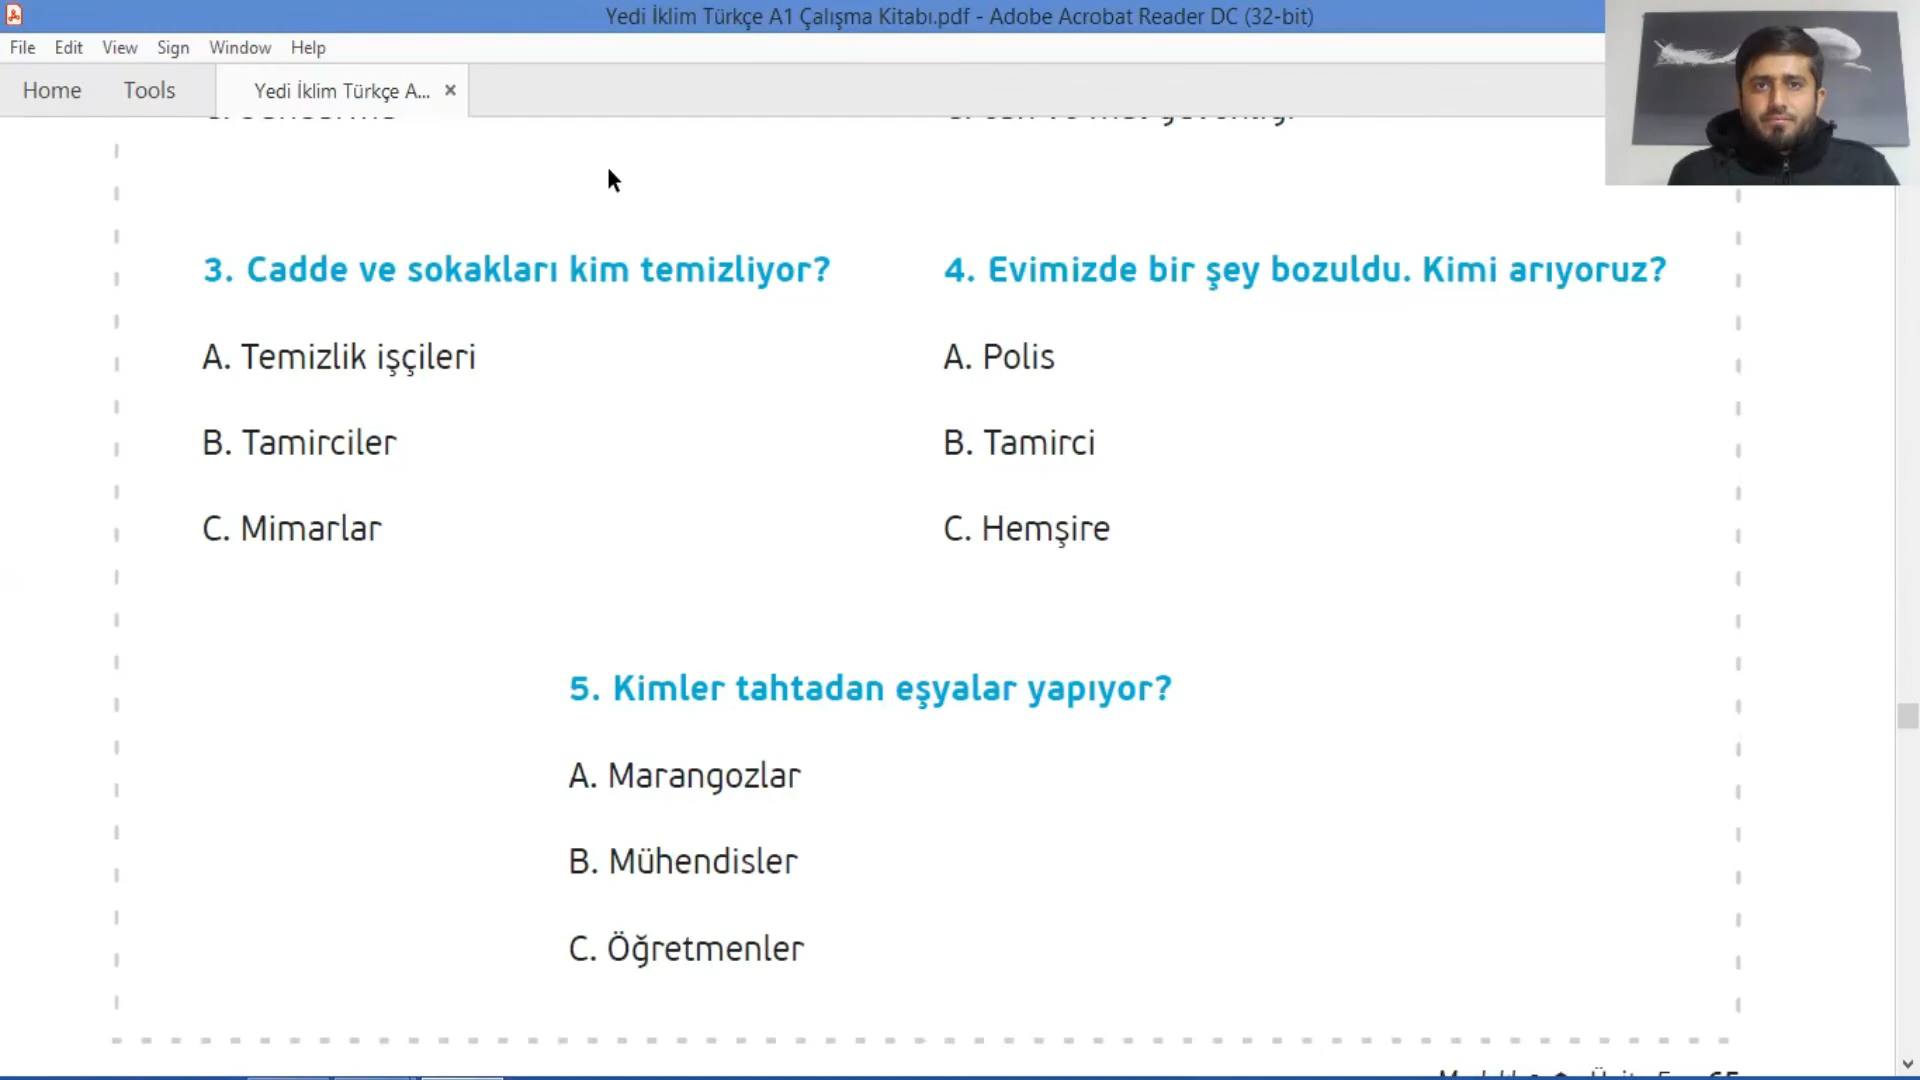 Yedi İklim Türkçe A1 Çalışma Kitabı.pdf - Adobe Acrobat Reader DC (32-bit)
File Edit View Sign Window Help
Home Tools Yedi İklim Türkçe A... ×
3. Cadde ve sokakları kim temizliyor?
A. Temizlik işçileri
B. Tamirciler
C. Mimarlar
4. Evimizde bir şey bozuldu. Kimi arıyoruz?
A. Polis
B. Tamirci
C. Hemşire
5. Kimler tahtadan eşyalar yapıyor?
A. Marangozlar
B. Mühendisler
C. Öğretmenler